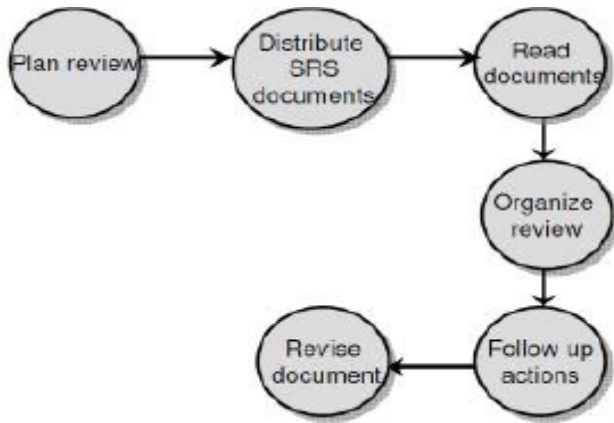 Plan review
Distribute
SRS
documents
Read
documents
Organize
review
Follow up
actions
Revise
document